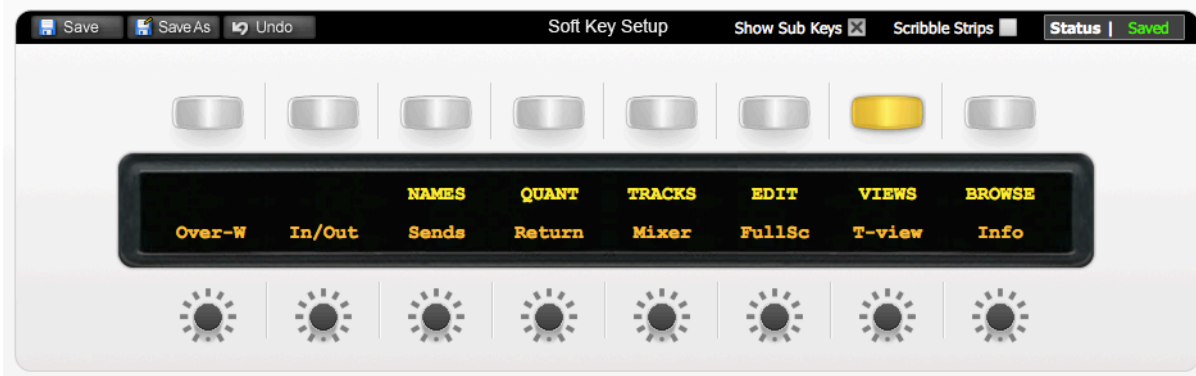 Save Save As Undo Soft Key Setup Show Sub Keys Scribble Strips Status | Saved
NAMES QUANT TRACKS EDIT VIEWS BROWSE
Over-W In/Out Sends Return Mixer FullSc T-view Info